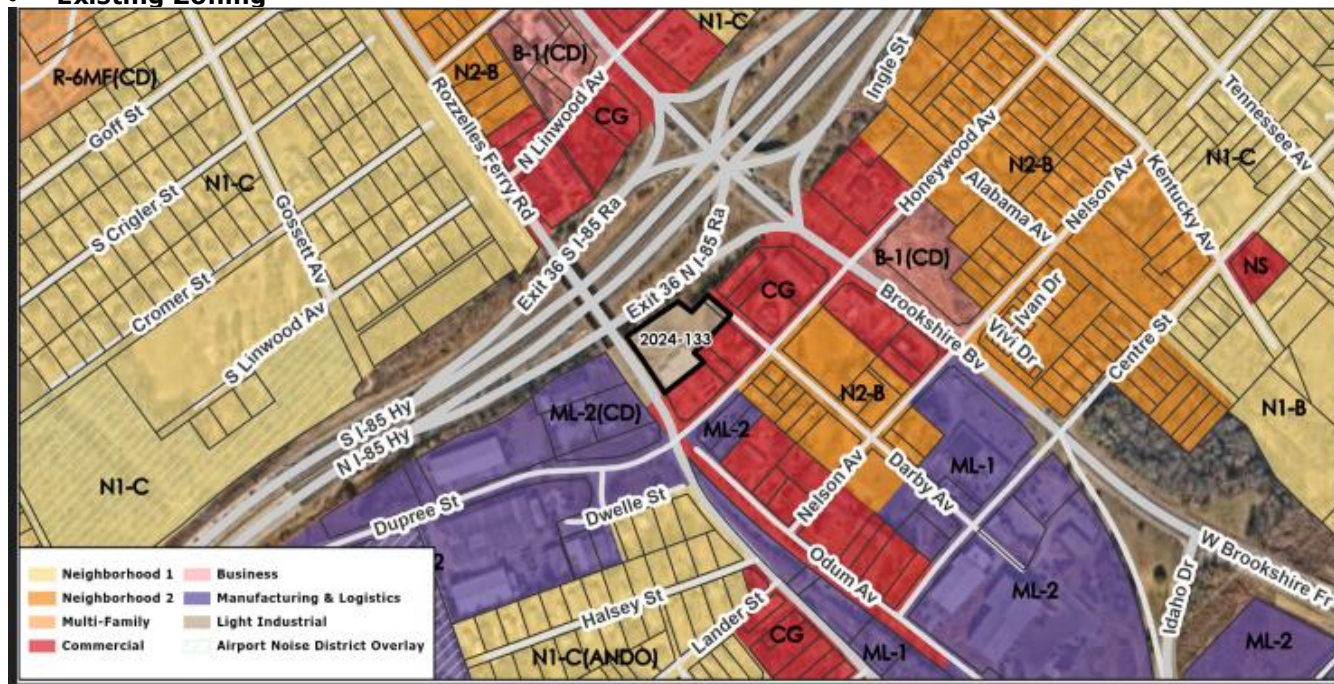 Existing Zoning
N1-C
B-1(CD)
R-6MF(CD)
N2-B
Ingle St
Tennessee Av
Goff St
N Linwood Av
CG
Rozzelles Ferry Rd
Honeywood Av
N2-B
N1-C
N1-C
Kentucky Av
Nelson Av
Alabama Av
S Crigler St
Gossett Av
Exit 36 S I-85 Ra
Exit 36 N I-85 Ra
B-1(CD)
NS
Cromer St
CG
Ivan Dr
Vivi Dr
Brookshire Bv
S Linwood Av
2024-133
Centre St
N2-B
N1-B
S I-85 Hy
N I-85 Hy
ML-2(CD)
ML-2
ML-1
N1-C
Nelson Av
Darby Av
Dupree St
Dwelle St
W Brookshire Fr
Odum Av
Idaho Dr
2
Halsey St
Lander St
ML-2
CG
ML-1
ML-2
N1-C(ANDO)
Neighborhood 1
Business
Neighborhood 2
Manufacturing & Logistics
Multi-Family
Light Industrial
Commercial
Airport Noise District Overlay